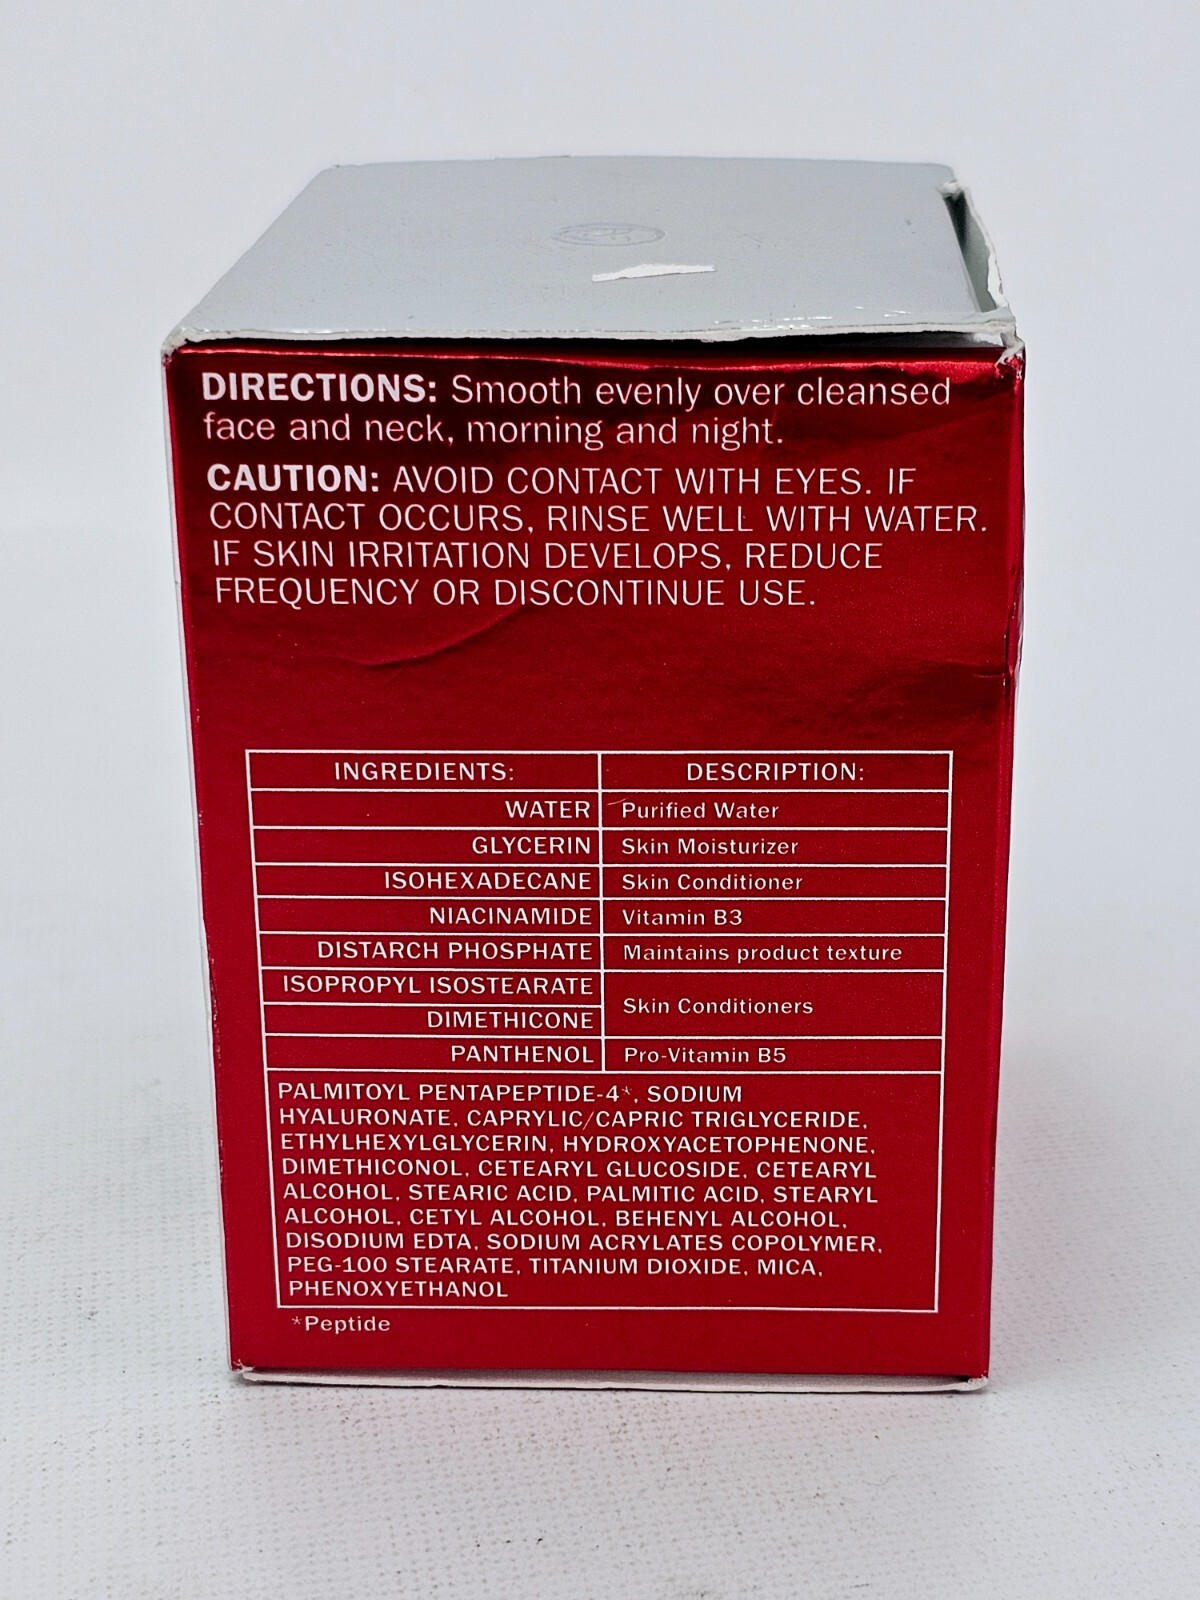 DIRECTIONS: Smooth evenly over cleansed
face and neck, morning and night.
CAUTION: AVOID CONTACT WITH EYES. IF
CONTACT OCCURS, RINSE WELL WITH WATER.
IF SKIN IRRITATION DEVELOPS, REDUCE
FREQUENCY OR DISCONTINUE USE.
INGREDIENTS: DESCRIPTION:
WATER Purified Water
GLYCERIN Skin Moisturizer
ISOHEXADECANE Skin Conditioner
NIACINAMIDE Vitamin B3
DISTARCH PHOSPHATE Maintains product texture
ISOPROPYL ISOSTEARATE
Skin Conditioners
DIMETHICONE
PANTHENOL Pro-Vitamin B5
PALMITOYL PENTAPEPTIDE-4*, SODIUM
HYALURONATE, CAPRYLIC/CAPRIC TRIGLYCERIDE,
ETHYLHEXYLGLYCERIN, HYDROXYACETOPHENONE,
DIMETHICONOL, CETEARYL GLUCOSIDE, CETEARYL
ALCOHOL, STEARIC ACID, PALMITIC ACID, STEARYL
ALCOHOL, CETYL ALCOHOL, BEHENYL ALCOHOL,
DISODIUM EDTA, SODIUM ACRYLATES COPOLYMER,
PEG-100 STEARATE, TITANIUM DIOXIDE, MICA,
PHENOXYETHANOL
*Peptide